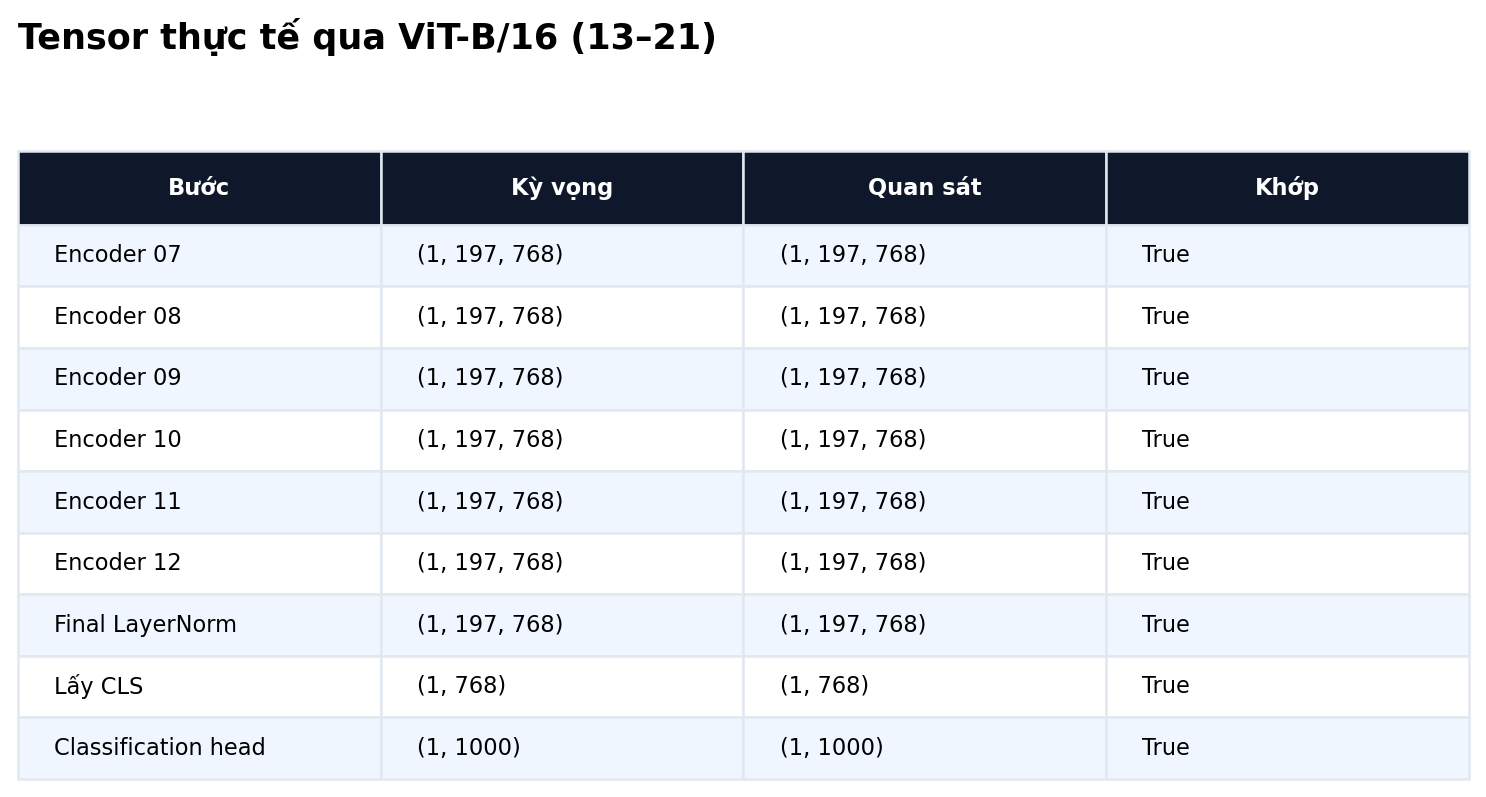 Tensor thực tế qua ViT-B/16 (13–21)
Bước Kỳ vọng Quan sát Khớp
Encoder 07 (1, 197, 768) (1, 197, 768) True
Encoder 08 (1, 197, 768) (1, 197, 768) True
Encoder 09 (1, 197, 768) (1, 197, 768) True
Encoder 10 (1, 197, 768) (1, 197, 768) True
Encoder 11 (1, 197, 768) (1, 197, 768) True
Encoder 12 (1, 197, 768) (1, 197, 768) True
Final LayerNorm (1, 197, 768) (1, 197, 768) True
Lấy CLS (1, 768) (1, 768) True
Classification head (1, 1000) (1, 1000) True